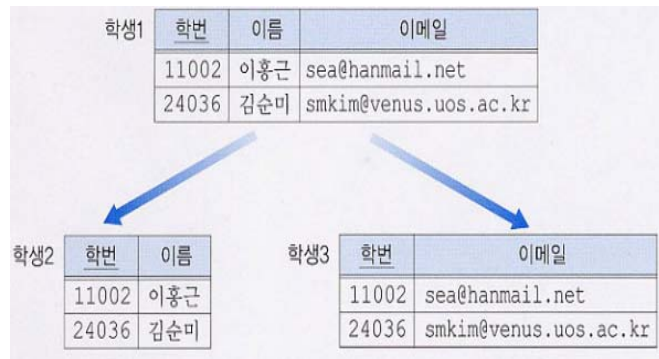 학생1 학번 이름 이메일
11002 이홍근 sea@hanmail.net
24036 김순미 smkim@venus.uos.ac.kr
학생2 학번 이름
11002 이홍근
24036 김순미
학생3 학번 이메일
11002 sea@hanmail.net
24036 smkim@venus.uos.ac.kr